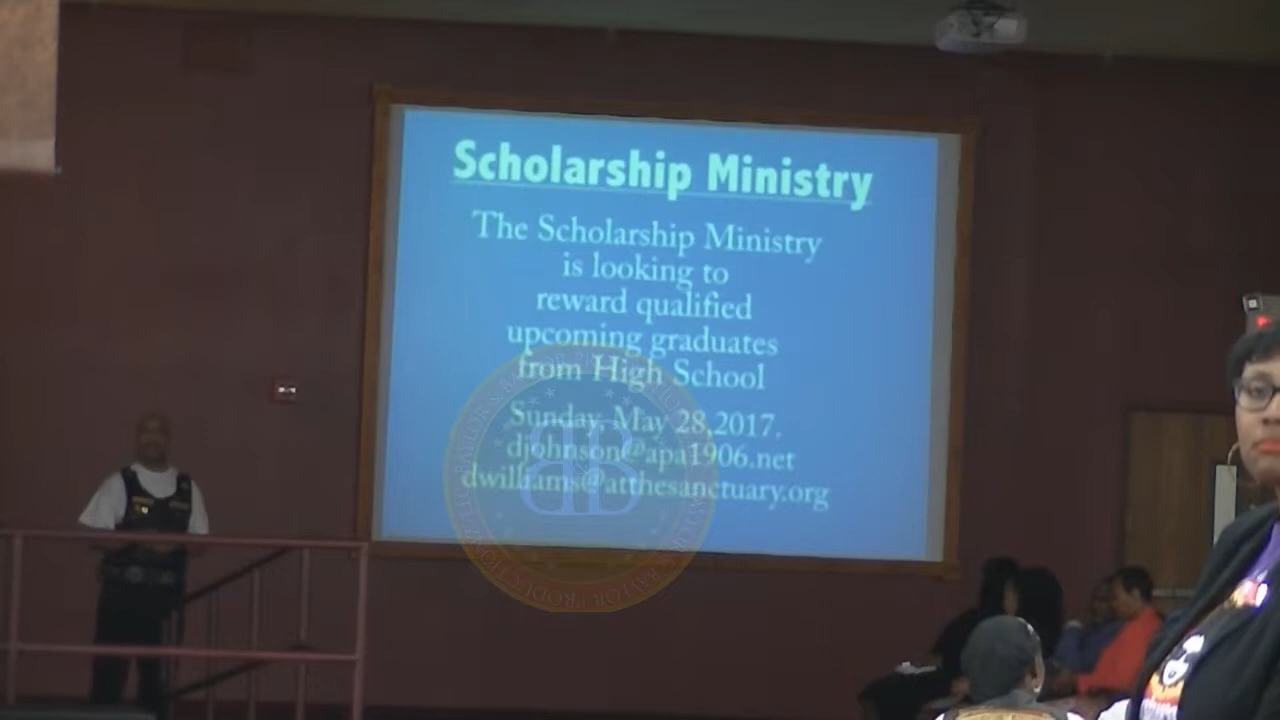 Scholarship Ministry
The Scholarship Ministry
is looking to
reward qualified
upcoming graduates
from High School
Sunday, May 28,2017.
djohnson@apa1906.net
dwilliams@atthesanctuary.org